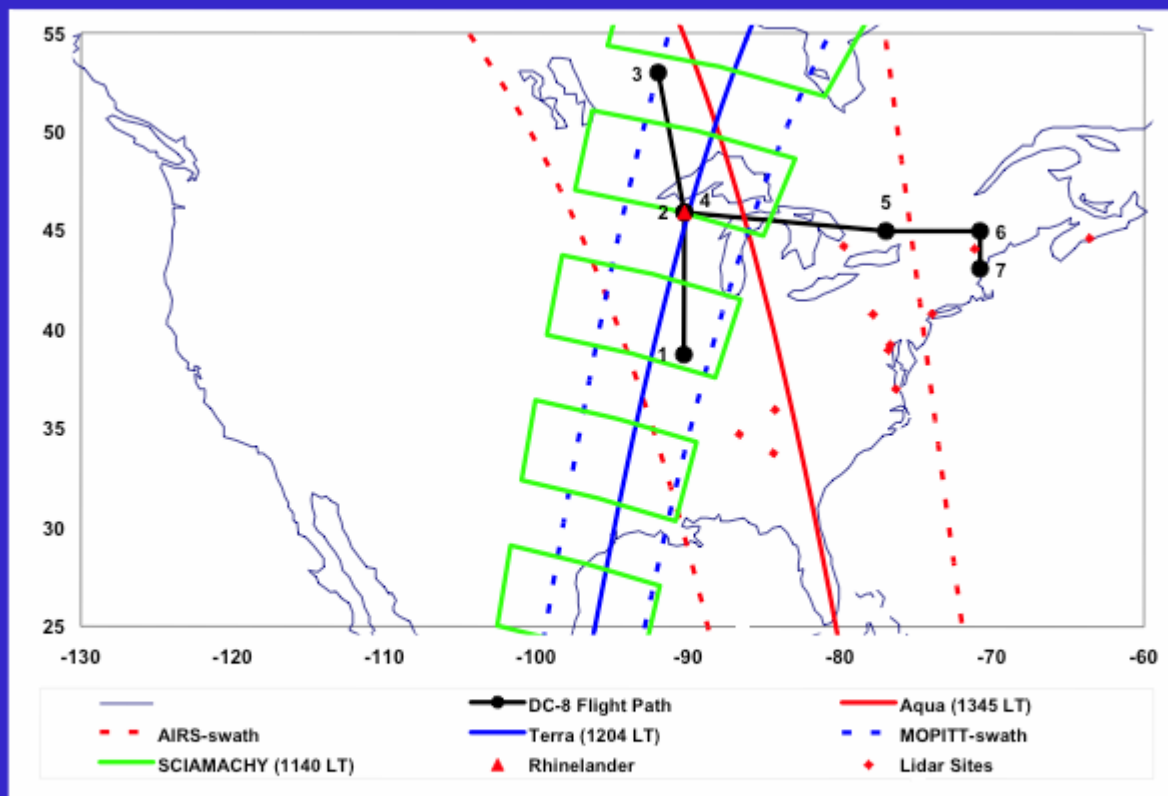 55
50
45
40
35
30
25
-130 -120 -110 -100 -90 -80 -70 -60
3
2
4
5
6
7
1
DC-8 Flight Path
Aqua (1345 LT)
AIRS-swath
Terra (1204 LT)
MOPITT-swath
SCIAMACHY (1140 LT)
Rhinelander
Lidar Sites